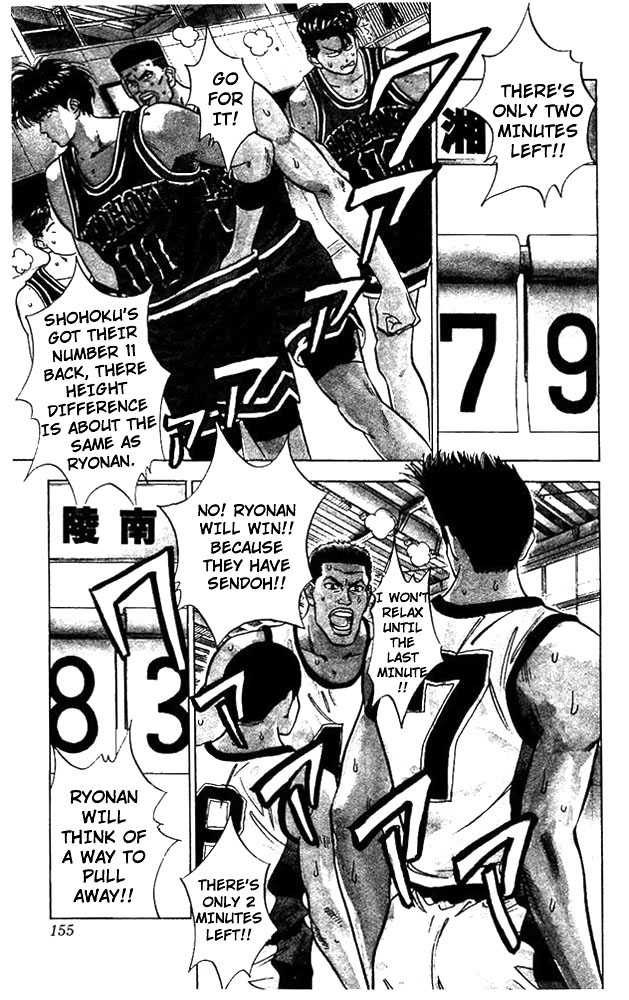 THERE'S
ONLY TWO
MINUTES
LEFT!!
GO
FOR
IT!
湘
7 9
SHOHOKU'S
GOT THEIR
NUMBER 11
BACK, THERE
HEIGHT
DIFFERENCE
IS ABOUT THE
SAME AS
RYONAN.
11
陵南
NO! RYONAN
WILL WIN!!
BECAUSE
THEY HAVE
SENDOH!!
I WON'T
RELAX
UNTIL
THE
LAST
MINUTE
!!
8 3
7
RYONAN
WILL
THINK OF
A WAY TO
PULL
AWAY!!
THERE'S
ONLY 2
MINUTES
LEFT!!
155